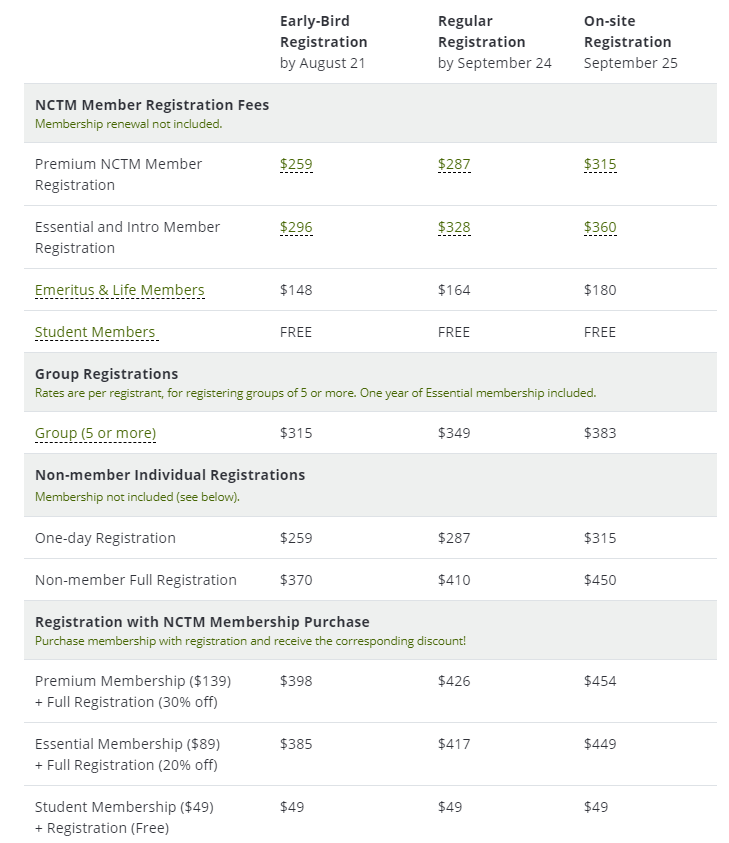 Early-Bird Registration by August 21
Regular Registration by September 24
On-site Registration September 25
NCTM Member Registration Fees
Membership renewal not included.
Premium NCTM Member Registration $259 $287 $315
Essential and Intro Member Registration $296 $328 $360
Emeritus & Life Members $148 $164 $180
Student Members FREE FREE FREE
Group Registrations
Rates are per registrant, for registering groups of 5 or more. One year of Essential membership included.
Group (5 or more) $315 $349 $383
Non-member Individual Registrations
Membership not included (see below).
One-day Registration $259 $287 $315
Non-member Full Registration $370 $410 $450
Registration with NCTM Membership Purchase
Purchase membership with registration and receive the corresponding discount!
Premium Membership ($139) $398 $426 $454
+ Full Registration (30% off)
Essential Membership ($89) $385 $417 $449
+ Full Registration (20% off)
Student Membership ($49) $49 $49 $49
+ Registration (Free)